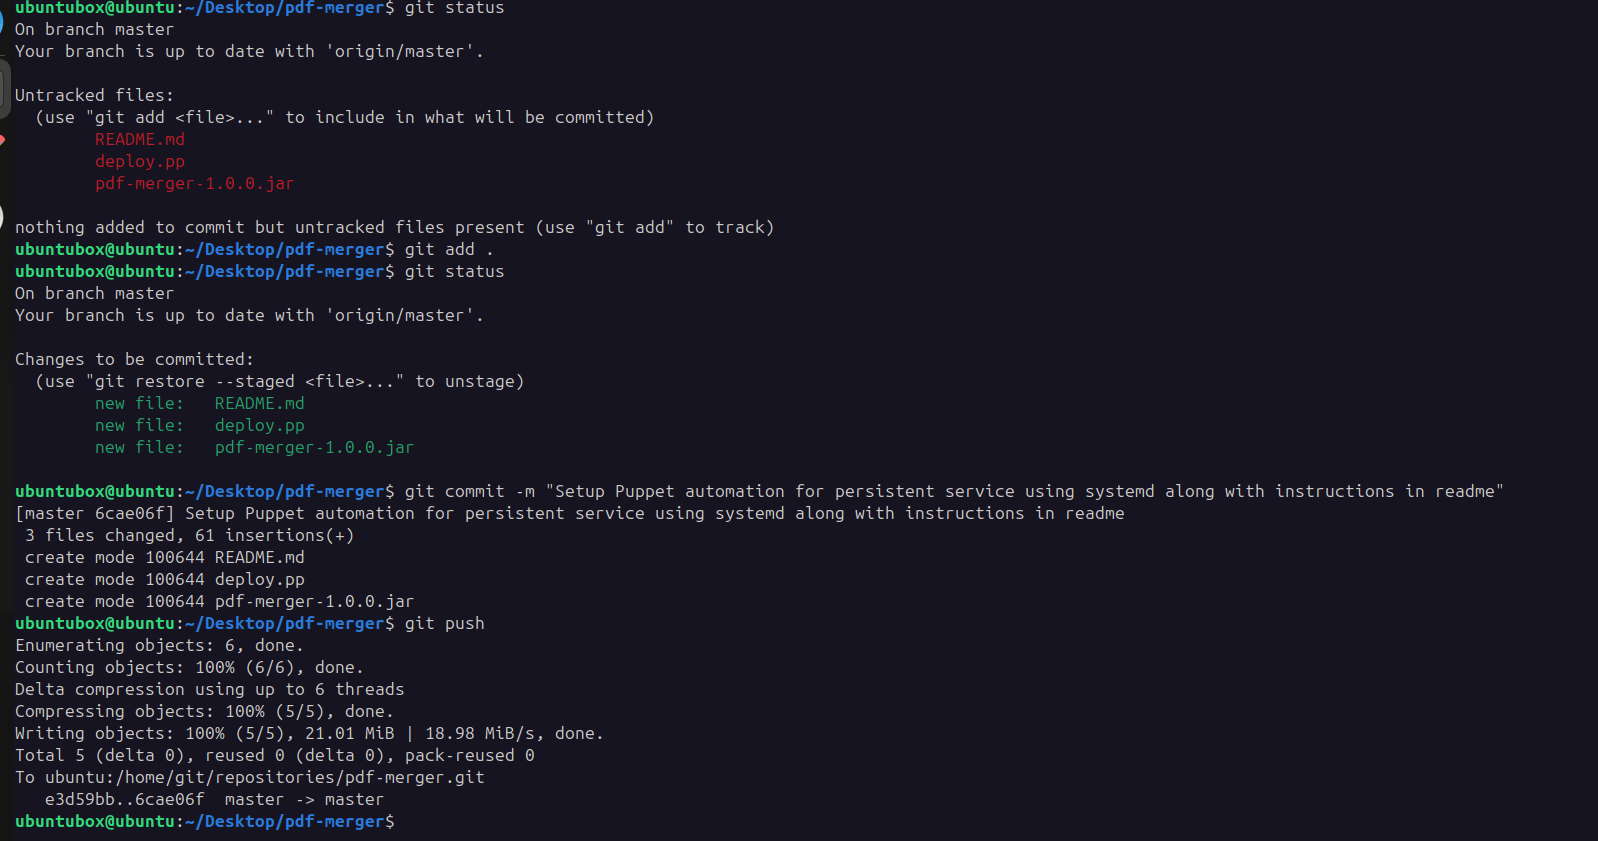 ubuntubox@ubuntu:~/Desktop/pdf-merger$ git status
On branch master
Your branch is up to date with 'origin/master'.
Untracked files:
  (use "git add <file>..." to include in what will be committed)
        README.md
        deploy.pp
        pdf-merger-1.0.0.jar
nothing added to commit but untracked files present (use "git add" to track)
ubuntubox@ubuntu:~/Desktop/pdf-merger$ git add .
ubuntubox@ubuntu:~/Desktop/pdf-merger$ git status
On branch master
Your branch is up to date with 'origin/master'.
Changes to be committed:
  (use "git restore --staged <file>..." to unstage)
        new file:   README.md
        new file:   deploy.pp
        new file:   pdf-merger-1.0.0.jar
ubuntubox@ubuntu:~/Desktop/pdf-merger$ git commit -m "Setup Puppet automation for persistent service using systemd along with instructions in readme"
[master 6cae06f] Setup Puppet automation for persistent service using systemd along with instructions in readme
 3 files changed, 61 insertions(+)
 create mode 100644 README.md
 create mode 100644 deploy.pp
 create mode 100644 pdf-merger-1.0.0.jar
ubuntubox@ubuntu:~/Desktop/pdf-merger$ git push
Enumerating objects: 6, done.
Counting objects: 100% (6/6), done.
Delta compression using up to 6 threads
Compressing objects: 100% (5/5), done.
Writing objects: 100% (5/5), 21.01 MiB | 18.98 MiB/s, done.
Total 5 (delta 0), reused 0 (delta 0), pack-reused 0
To ubuntu:/home/git/repositories/pdf-merger.git
   e3d59bb..6cae06f  master -> master
ubuntubox@ubuntu:~/Desktop/pdf-merger$